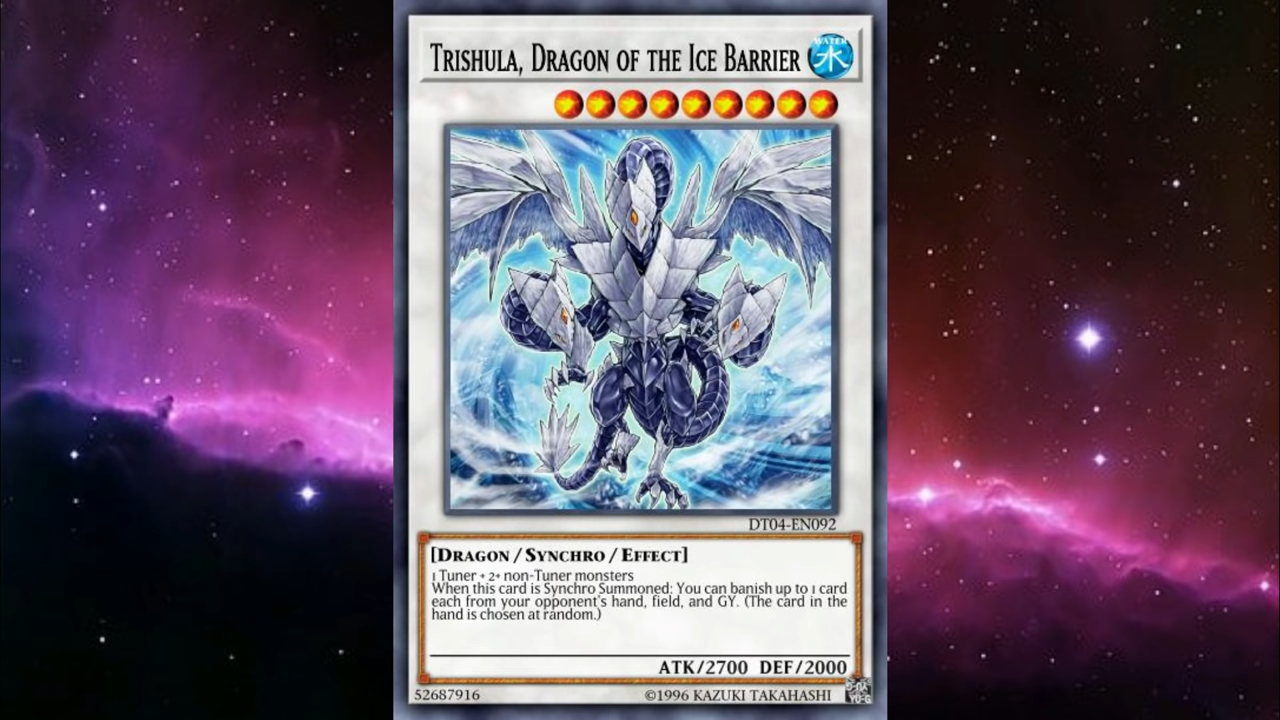 Trishula, Dragon of the Ice Barrier
WATER
水
DT04-EN092
[Dragon / Synchro / Effect]
1 Tuner + 2+ non-Tuner monsters
When this card is Synchro Summoned: You can banish up to 1 card
each from your opponent's hand, field, and GY. (The card in the
hand is chosen at random.)
ATK/2700 DEF/2000
52687916
©1996 KAZUKI TAKAHASHI